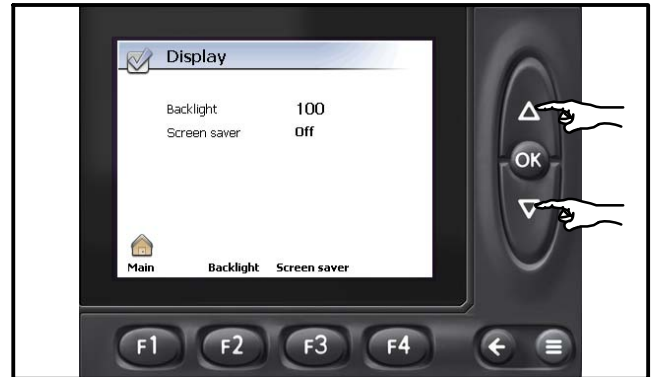 Display
Backlight 100
Screen saver Off
OK
Main Backlight Screen saver
F1 F2 F3 F4